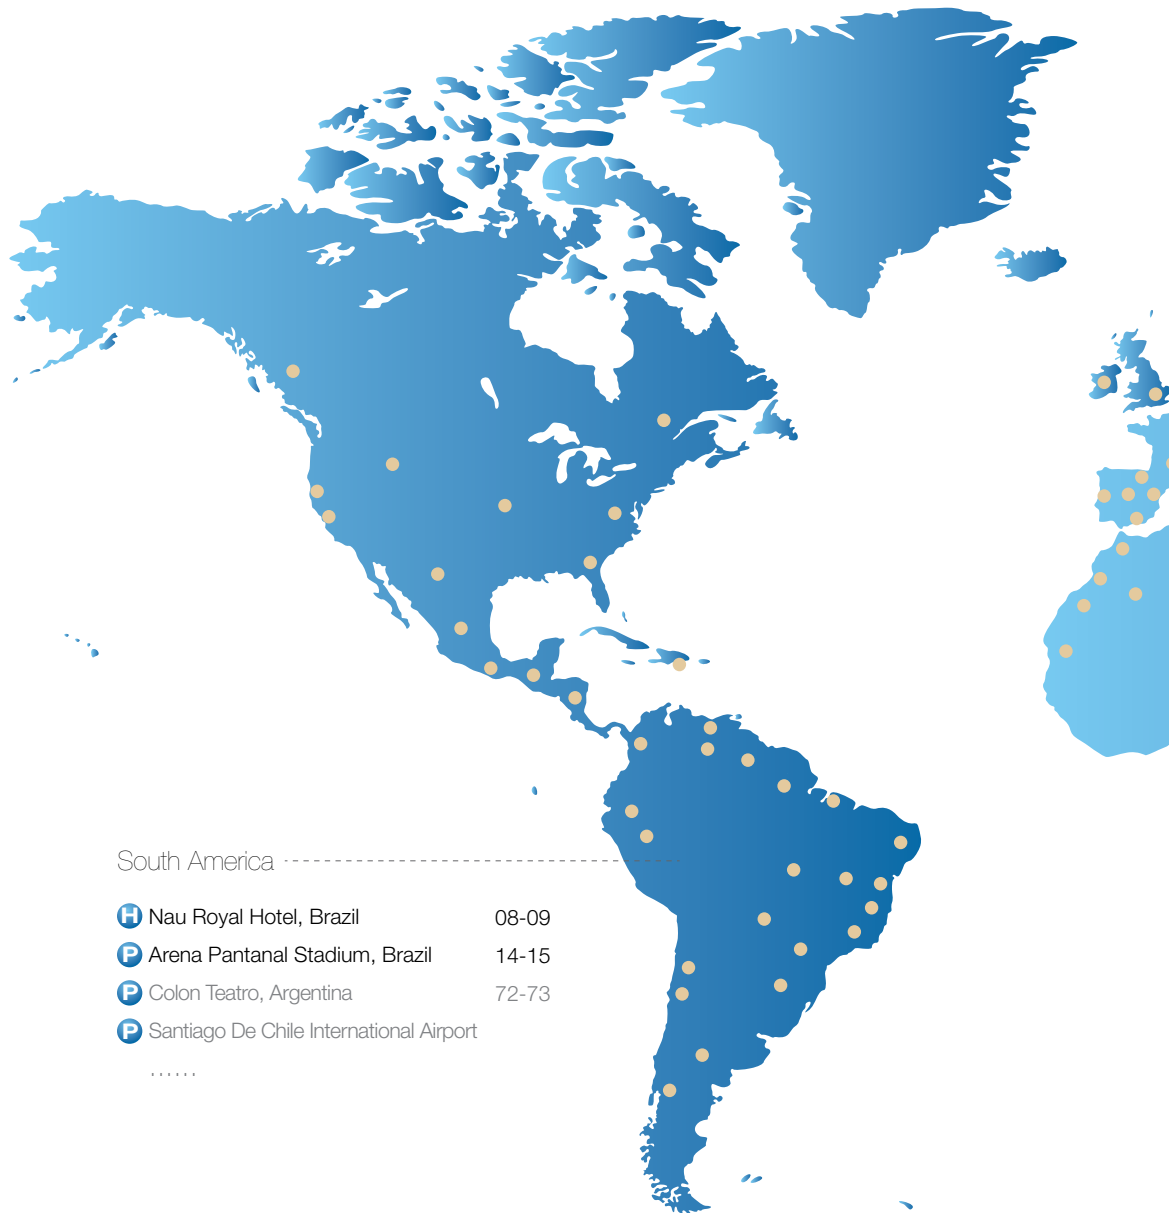 South America
H Nau Royal Hotel, Brazil 08-09
P Arena Pantanal Stadium, Brazil 14-15
P Colon Teatro, Argentina 72-73
P Santiago De Chile International Airport
......